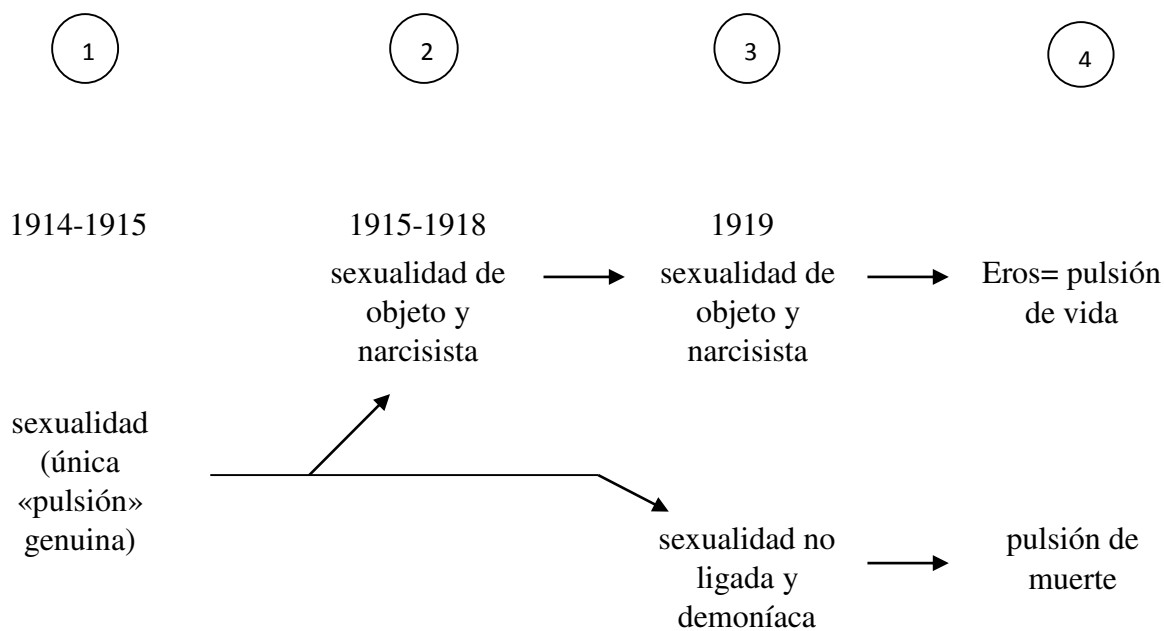 1
2
3
4
1914-1915
1915-1918
1919
sexualidad de
objeto y
narcisista
sexualidad de
objeto y
narcisista
Eros= pulsión
de vida
sexualidad
(única
«pulsión»
genuina)
sexualidad no
ligada y
demoníaca
pulsión de
muerte